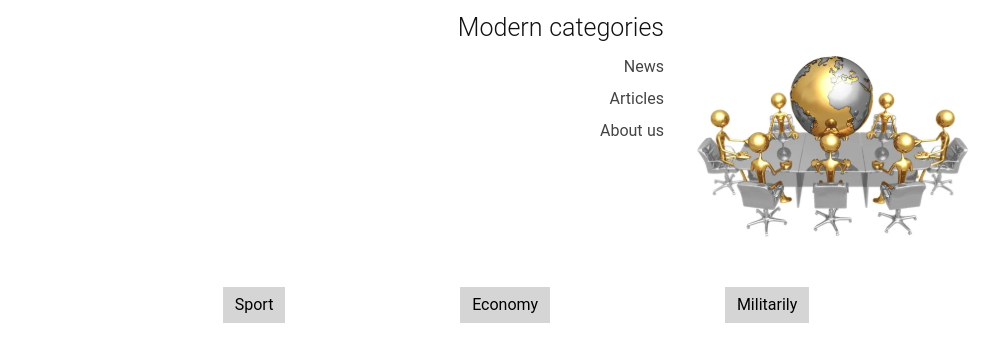 Modern categories
News
Articles
About us
Sport
Economy
Militarily